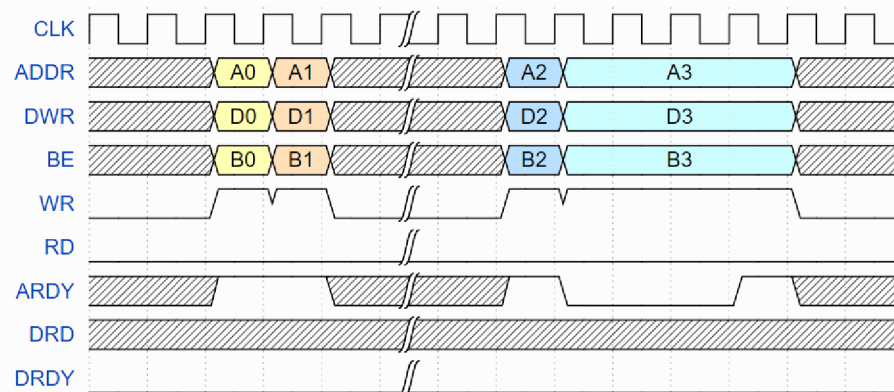 CLK
ADDR A0 A1 A2 A3
DWR D0 D1 D2 D3
BE B0 B1 B2 B3
WR
RD
ARDY
DRD
DRDY